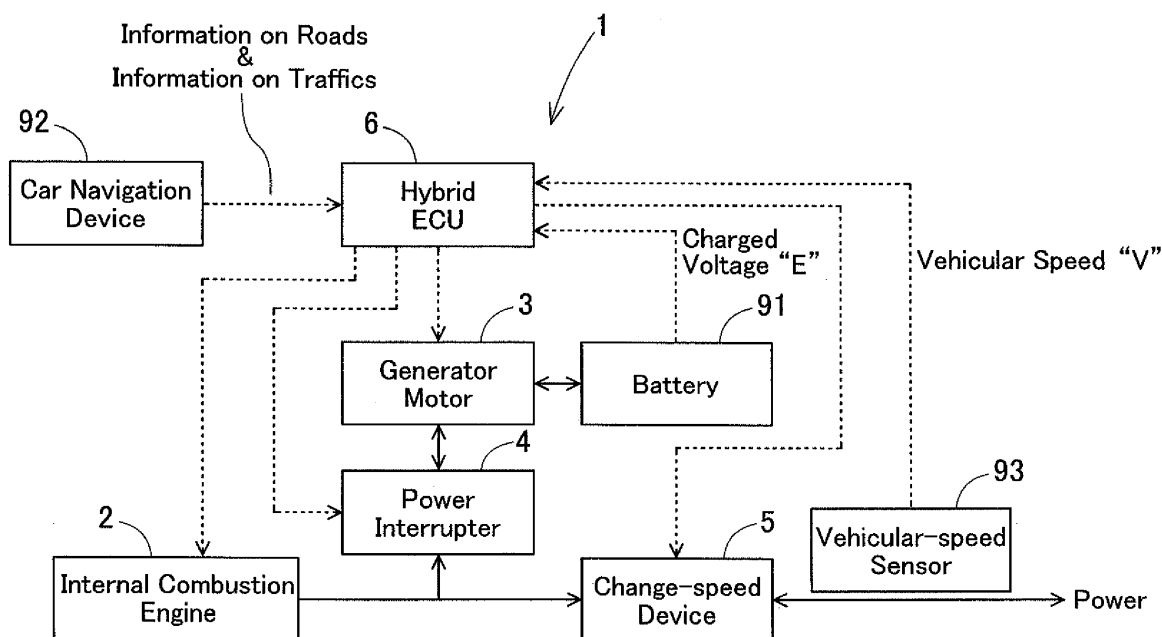 Information on Roads
&
Information on Traffics
1
92
6
Car Navigation
Device
Hybrid
ECU
Charged
Voltage “E”
Vehicular Speed “V”
3
91
Generator
Motor
Battery
4
93
Power
Interrupter
2
5
Vehicular-speed
Sensor
Internal Combustion
Engine
Change-speed
Device
Power